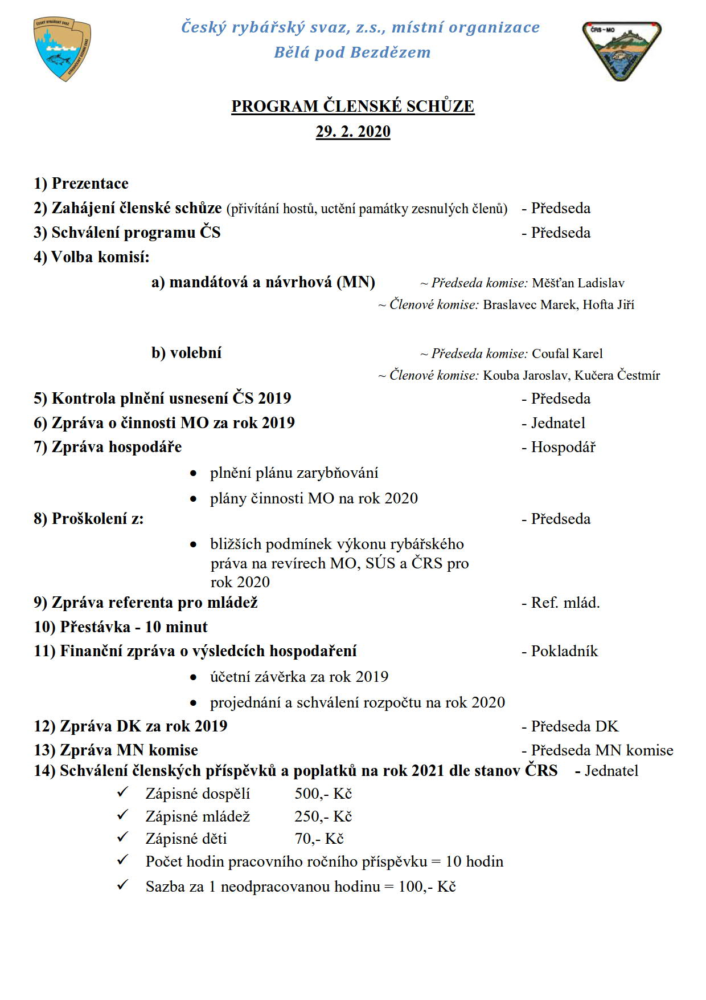 ČESKÝ RYBÁŘSKÝ SVAZ
STŘEDOČESKÝ ÚZEMNÍ SVAZ
Český rybářský svaz, z.s., místní organizace
Bělá pod Bezdězem
ČRS - MO
BĚLÁ POD BEZDĚZEM
PROGRAM ČLENSKÉ SCHŮZE
29. 2. 2020
1) Prezentace
2) Zahájení členské schůze (přivítání hostů, uctění památky zesnulých členů) - Předseda
3) Schválení programu ČS - Předseda
4) Volba komisí:
a) mandátová a návrhová (MN) ~ Předseda komise: Měšťan Ladislav
~ Členové komise: Braslavec Marek, Hofta Jiří
b) volební ~ Předseda komise: Coufal Karel
~ Členové komise: Kouba Jaroslav, Kučera Čestmír
5) Kontrola plnění usnesení ČS 2019 - Předseda
6) Zpráva o činnosti MO za rok 2019 - Jednatel
7) Zpráva hospodáře - Hospodář
• plnění plánu zarybňování
• plány činnosti MO na rok 2020
8) Proškolení z: - Předseda
• bližších podmínek výkonu rybářského
práva na revírech MO, SÚS a ČRS pro
rok 2020
9) Zpráva referenta pro mládež - Ref. mlád.
10) Přestávka - 10 minut
11) Finanční zpráva o výsledcích hospodaření - Pokladník
• účetní závěrka za rok 2019
• projednání a schválení rozpočtu na rok 2020
12) Zpráva DK za rok 2019 - Předseda DK
13) Zpráva MN komise - Předseda MN komise
14) Schválení členských příspěvků a poplatků na rok 2021 dle stanov ČRS - Jednatel
✓ Zápisné dospělí 500,- Kč
✓ Zápisné mládež 250,- Kč
✓ Zápisné děti 70,- Kč
✓ Počet hodin pracovního ročního příspěvku = 10 hodin
✓ Sazba za 1 neodpracovanou hodinu = 100,- Kč